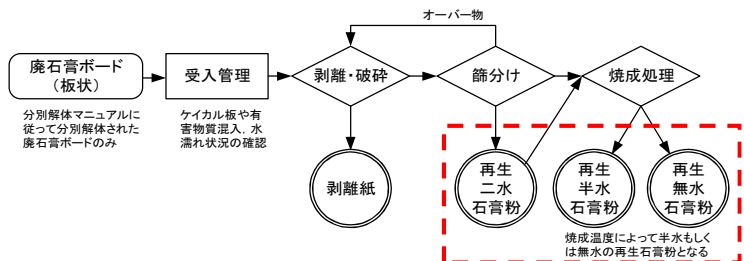 オーバー物
廃石膏ボード
(板状)
受入管理
剥離・破砕
篩分け
焼成処理
分別解体マニュアルに
従って分別解体された
廃石膏ボードのみ
ケイカル板や有
害物質混入，水
濡れ状況の確認
剥離紙
再生
二水
石膏粉
再生
半水
石膏粉
再生
無水
石膏粉
焼成温度によって半水もしく
は無水の再生石膏粉となる